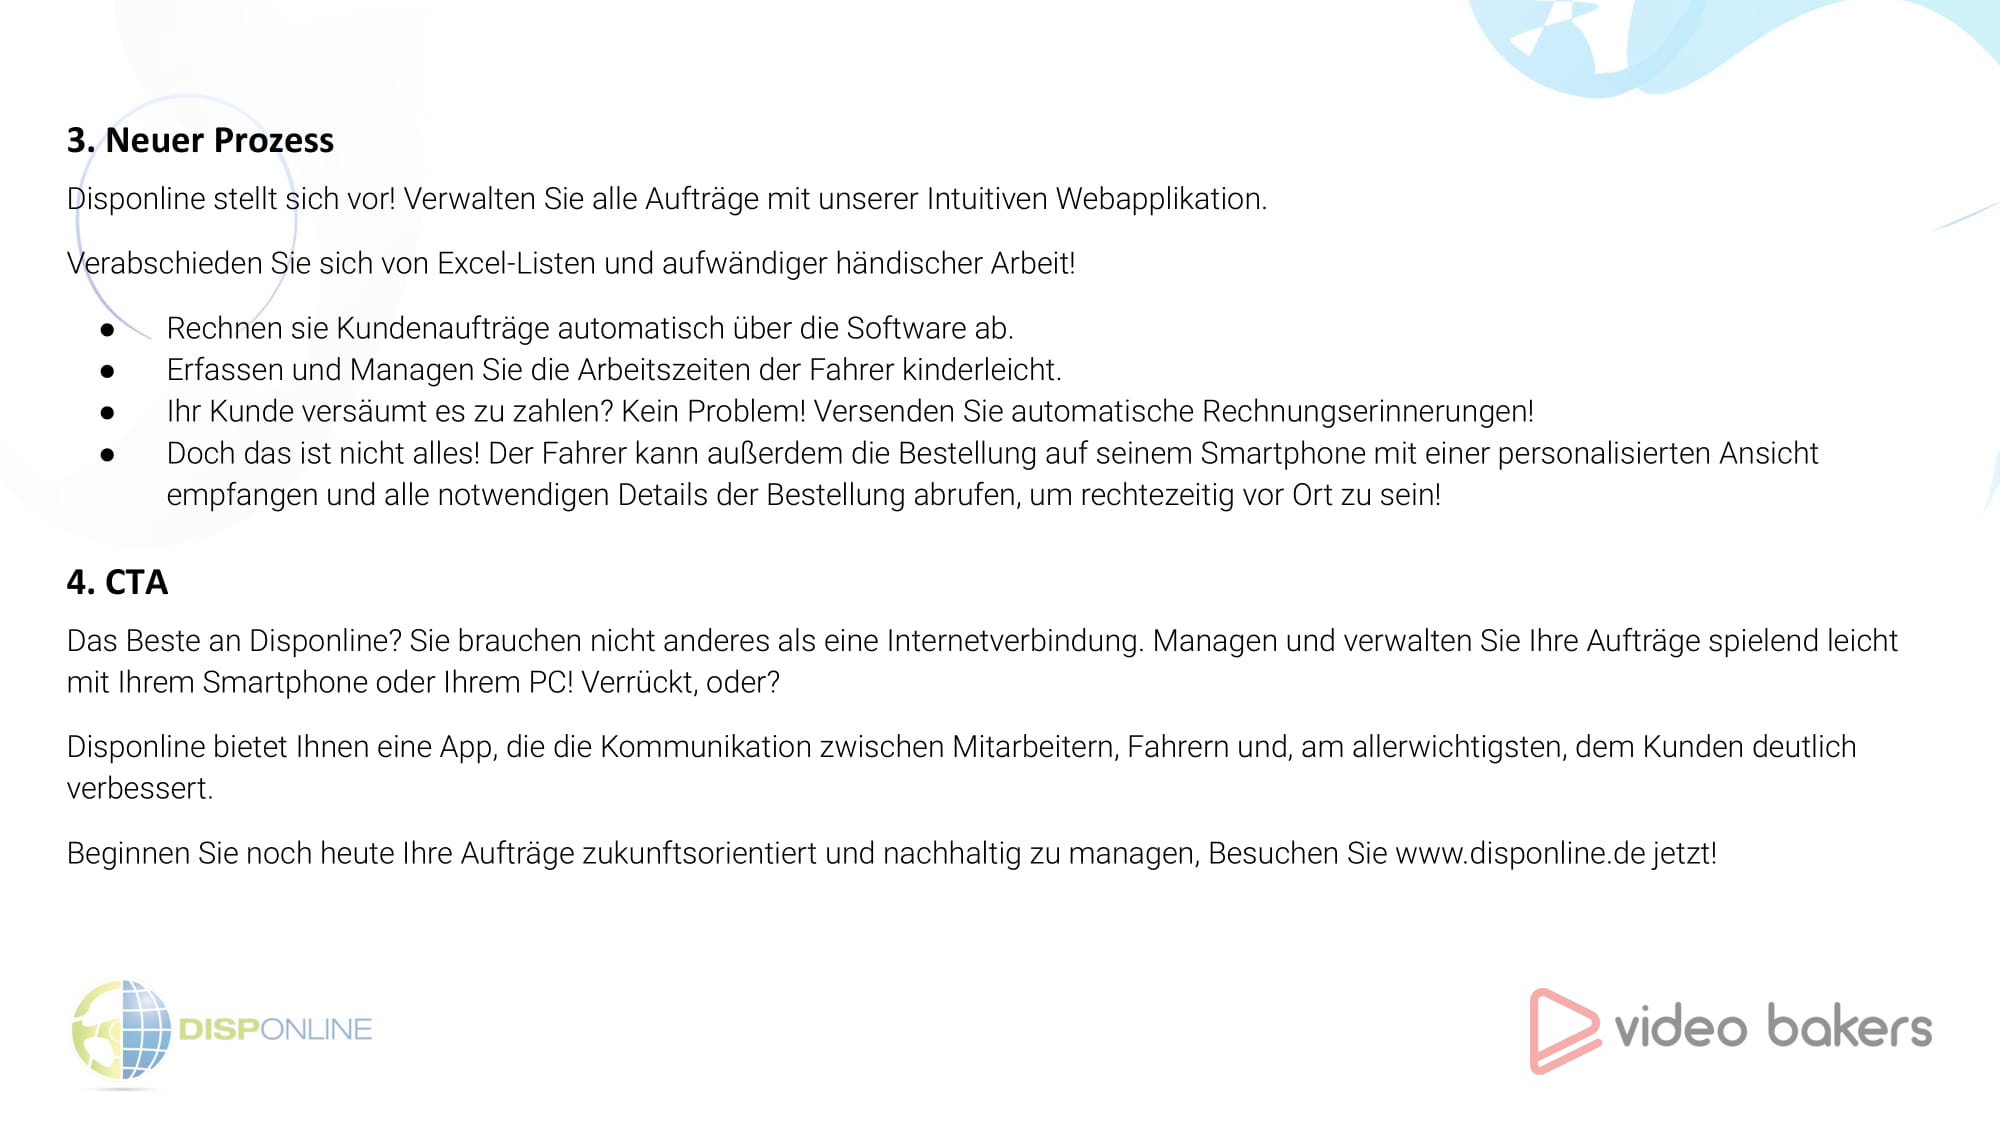 3. Neuer Prozess
Disponline stellt sich vor! Verwalten Sie alle Aufträge mit unserer Intuitiven Webapplikation.
Verabschieden Sie sich von Excel-Listen und aufwändiger händischer Arbeit!
● Rechnen sie Kundenaufträge automatisch über die Software ab.
● Erfassen und Managen Sie die Arbeitszeiten der Fahrer kinderleicht.
● Ihr Kunde versäumt es zu zahlen? Kein Problem! Versenden Sie automatische Rechnungserinnerungen!
● Doch das ist nicht alles! Der Fahrer kann außerdem die Bestellung auf seinem Smartphone mit einer personalisierten Ansicht
empfangen und alle notwendigen Details der Bestellung abrufen, um rechtezeitig vor Ort zu sein!
4. CTA
Das Beste an Disponline? Sie brauchen nicht anderes als eine Internetverbindung. Managen und verwalten Sie Ihre Aufträge spielend leicht
mit Ihrem Smartphone oder Ihrem PC! Verrückt, oder?
Disponline bietet Ihnen eine App, die die Kommunikation zwischen Mitarbeitern, Fahrern und, am allerwichtigsten, dem Kunden deutlich
verbessert.
Beginnen Sie noch heute Ihre Aufträge zukunftsorientiert und nachhaltig zu managen, Besuchen Sie www.disponline.de jetzt!
DISPONLINE
video bakers